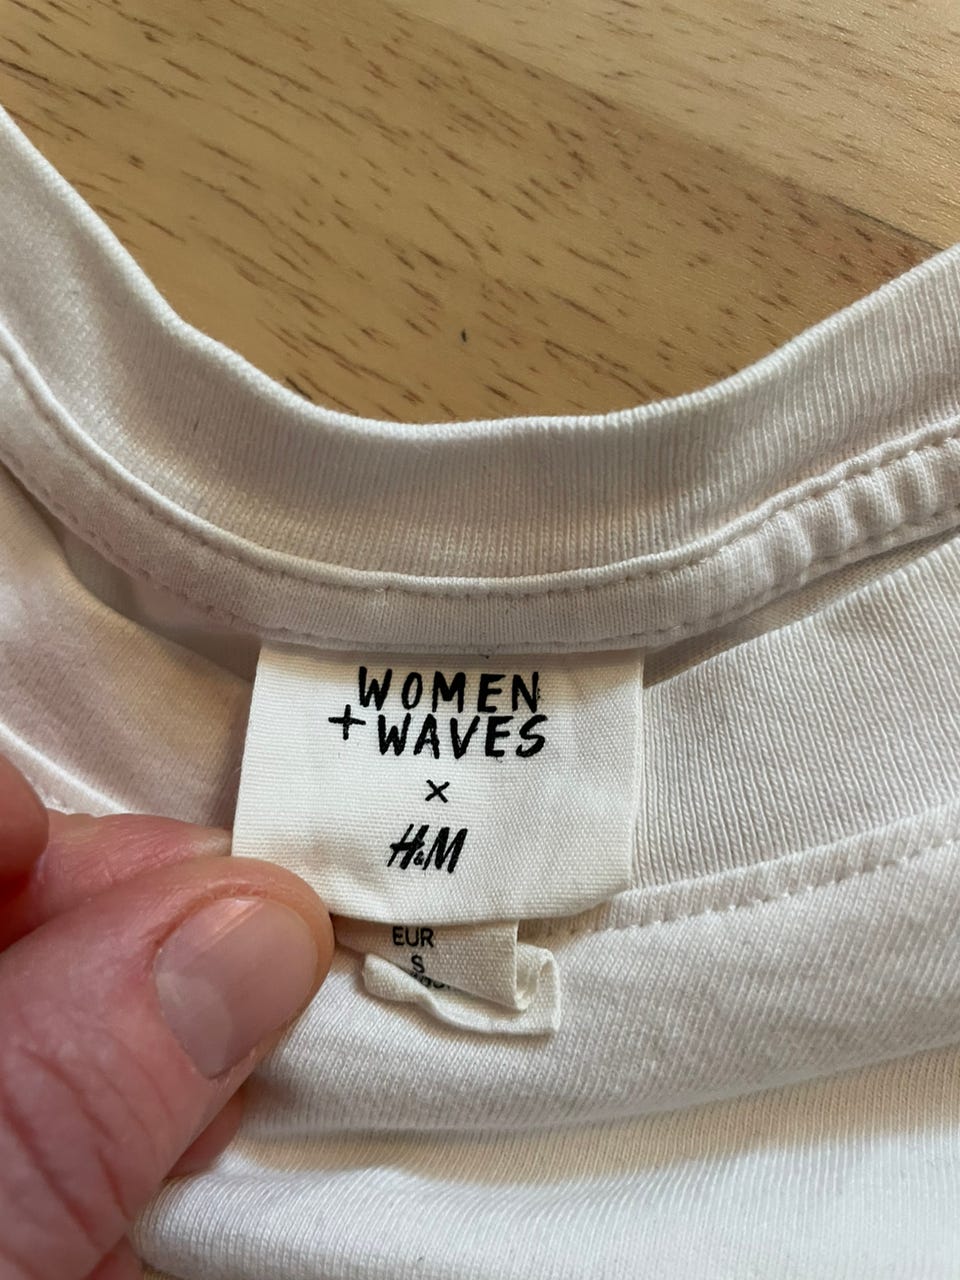 WOMEN
+ WAVES
×
H&M
EUR
S